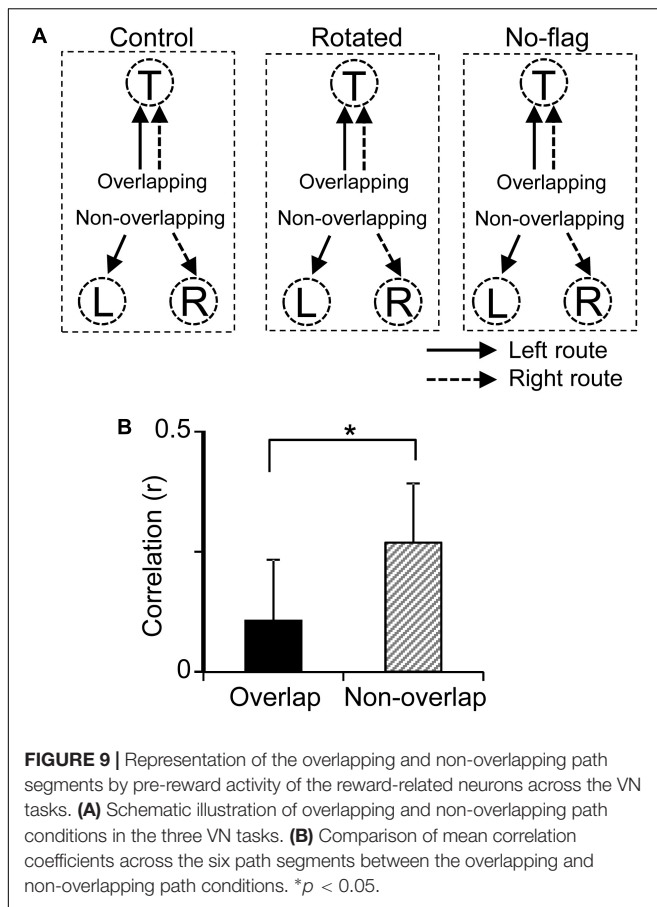 A Control Rotated No-flag
T T T
Overlapping Overlapping Overlapping
Non-overlapping Non-overlapping Non-overlapping
L R L R L R
Left route
Right route
B 0.5
*
Correlation (r)
0
Overlap Non-overlap
FIGURE 9 | Representation of the overlapping and non-overlapping path
segments by pre-reward activity of the reward-related neurons across the VN
tasks. (A) Schematic illustration of overlapping and non-overlapping path
conditions in the three VN tasks. (B) Comparison of mean correlation
coefficients across the six path segments between the overlapping and
non-overlapping path conditions. *p < 0.05.